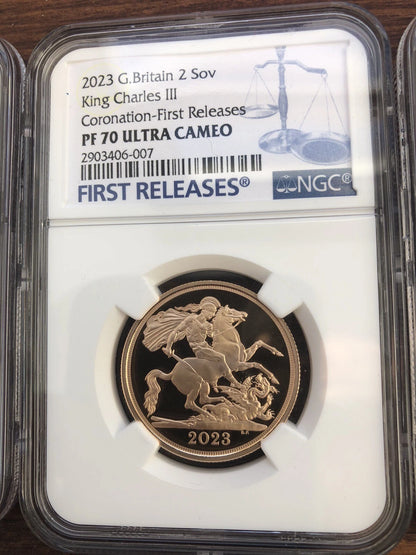 2023 G.Britain 2 Sov
King Charles III
Coronation-First Releases
PF 70 ULTRA CAMEO
2903406-007
FIRST RELEASES®
NGC®
2023